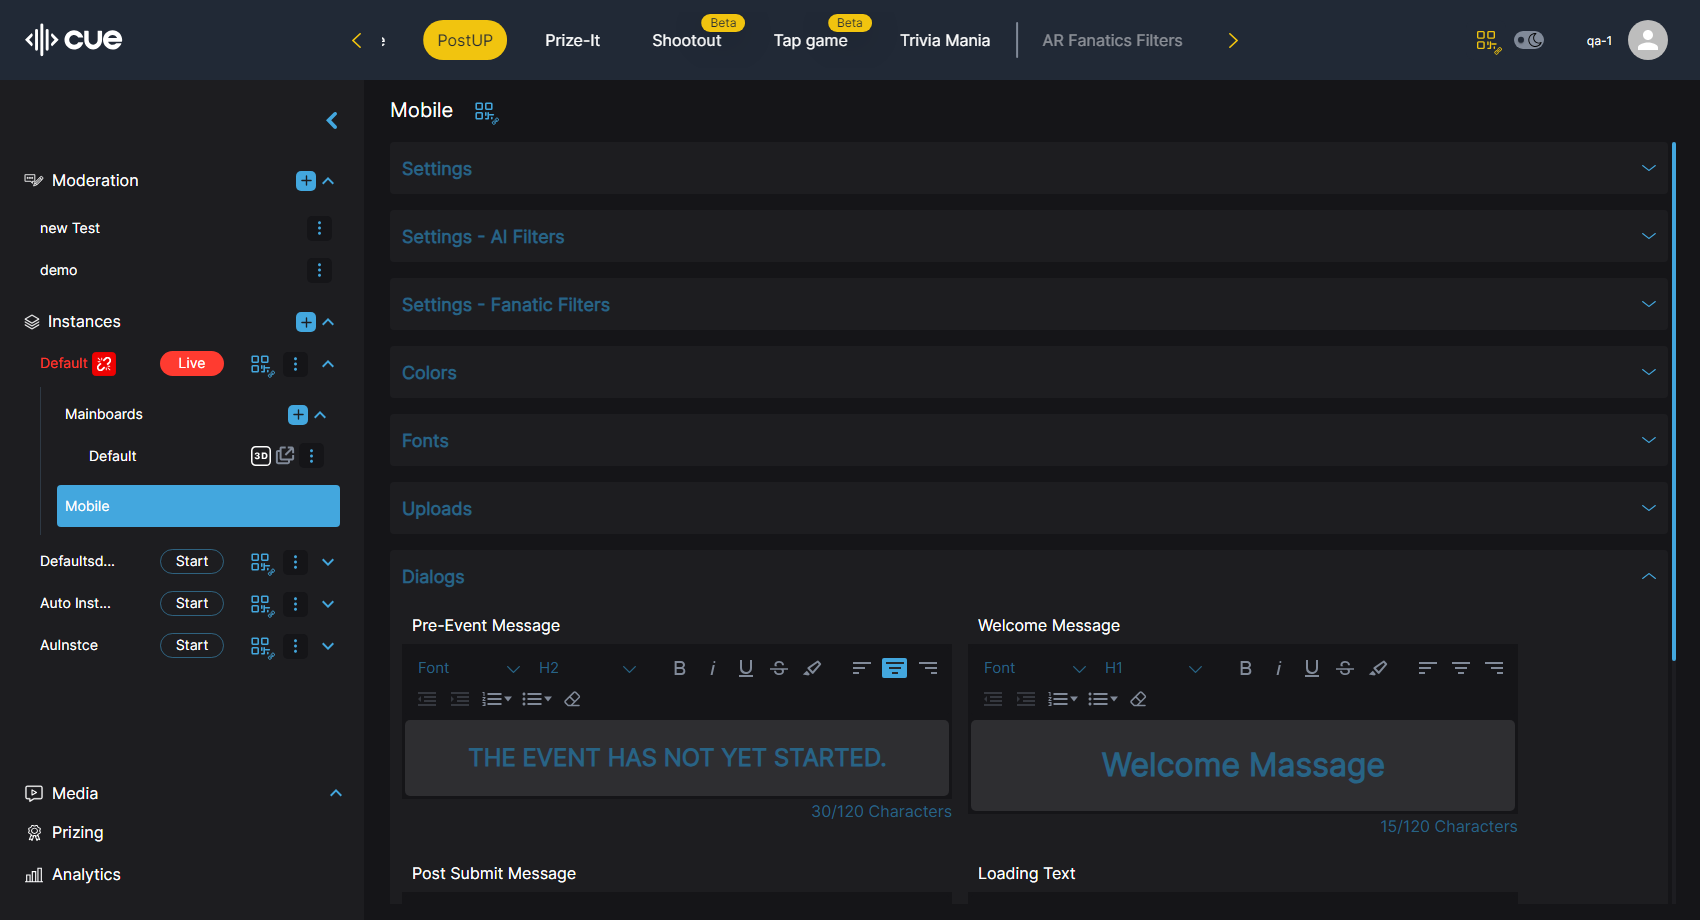 cue
e
PostUP
Prize-It
Shootout
Beta
Tap game
Beta
Trivia Mania
AR Fanatics Filters
qa-1
Mobile
Moderation
new Test
demo
Instances
Default
Live
Mainboards
Default
3D
Mobile
Defaultsd...
Start
Auto Inst...
Start
AuInstce
Start
Media
Prizing
Analytics
Settings
Settings - AI Filters
Settings - Fanatic Filters
Colors
Fonts
Uploads
Dialogs
Pre-Event Message
Font
H2
B
i
U
S
THE EVENT HAS NOT YET STARTED.
30/120 Characters
Welcome Message
Font
H1
B
i
U
S
Welcome Massage
15/120 Characters
Post Submit Message
Loading Text